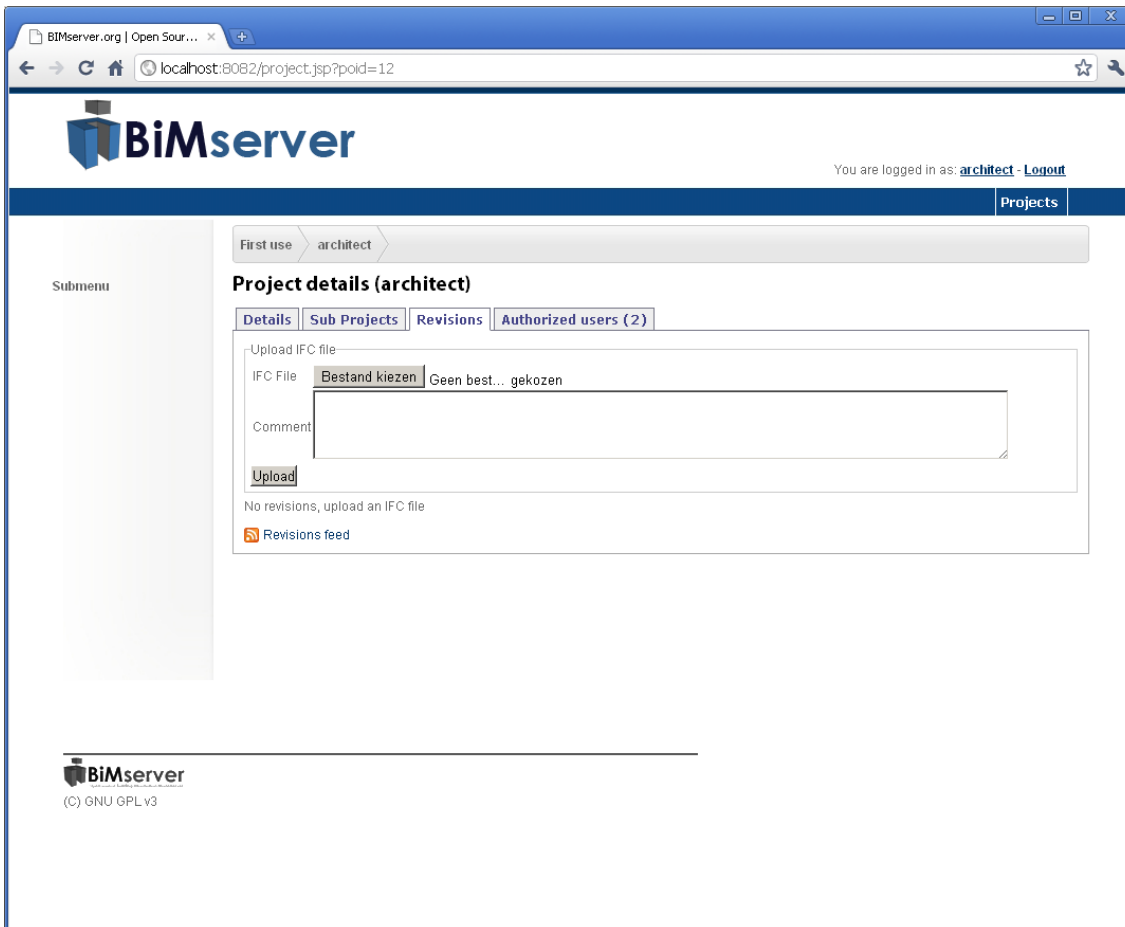 BIMserver.org | Open Sour...
localhost:8082/project.jsp?poid=12
BiMserver
You are logged in as: architect - Logout
Projects
First use architect
Submenu
Project details (architect)
Details Sub Projects Revisions Authorized users (2)
Upload IFC file
IFC File Bestand kiezen Geen best... gekozen
Comment
Upload
No revisions, upload an IFC file
Revisions feed
BiMserver
(C) GNU GPL v3